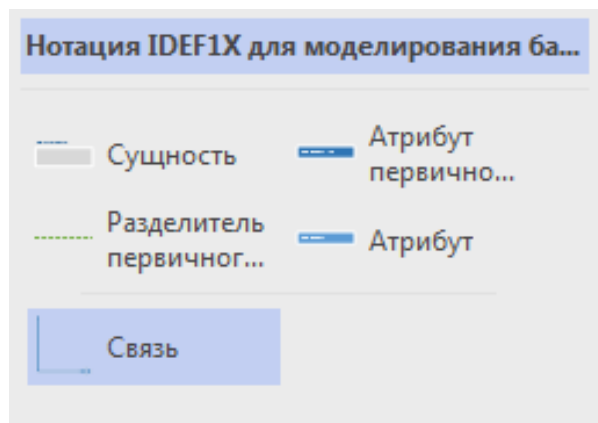 Нотация IDEF1X для моделирования ба...
Сущность
Атрибут
первично...
Разделитель
первичног...
Атрибут
Связь